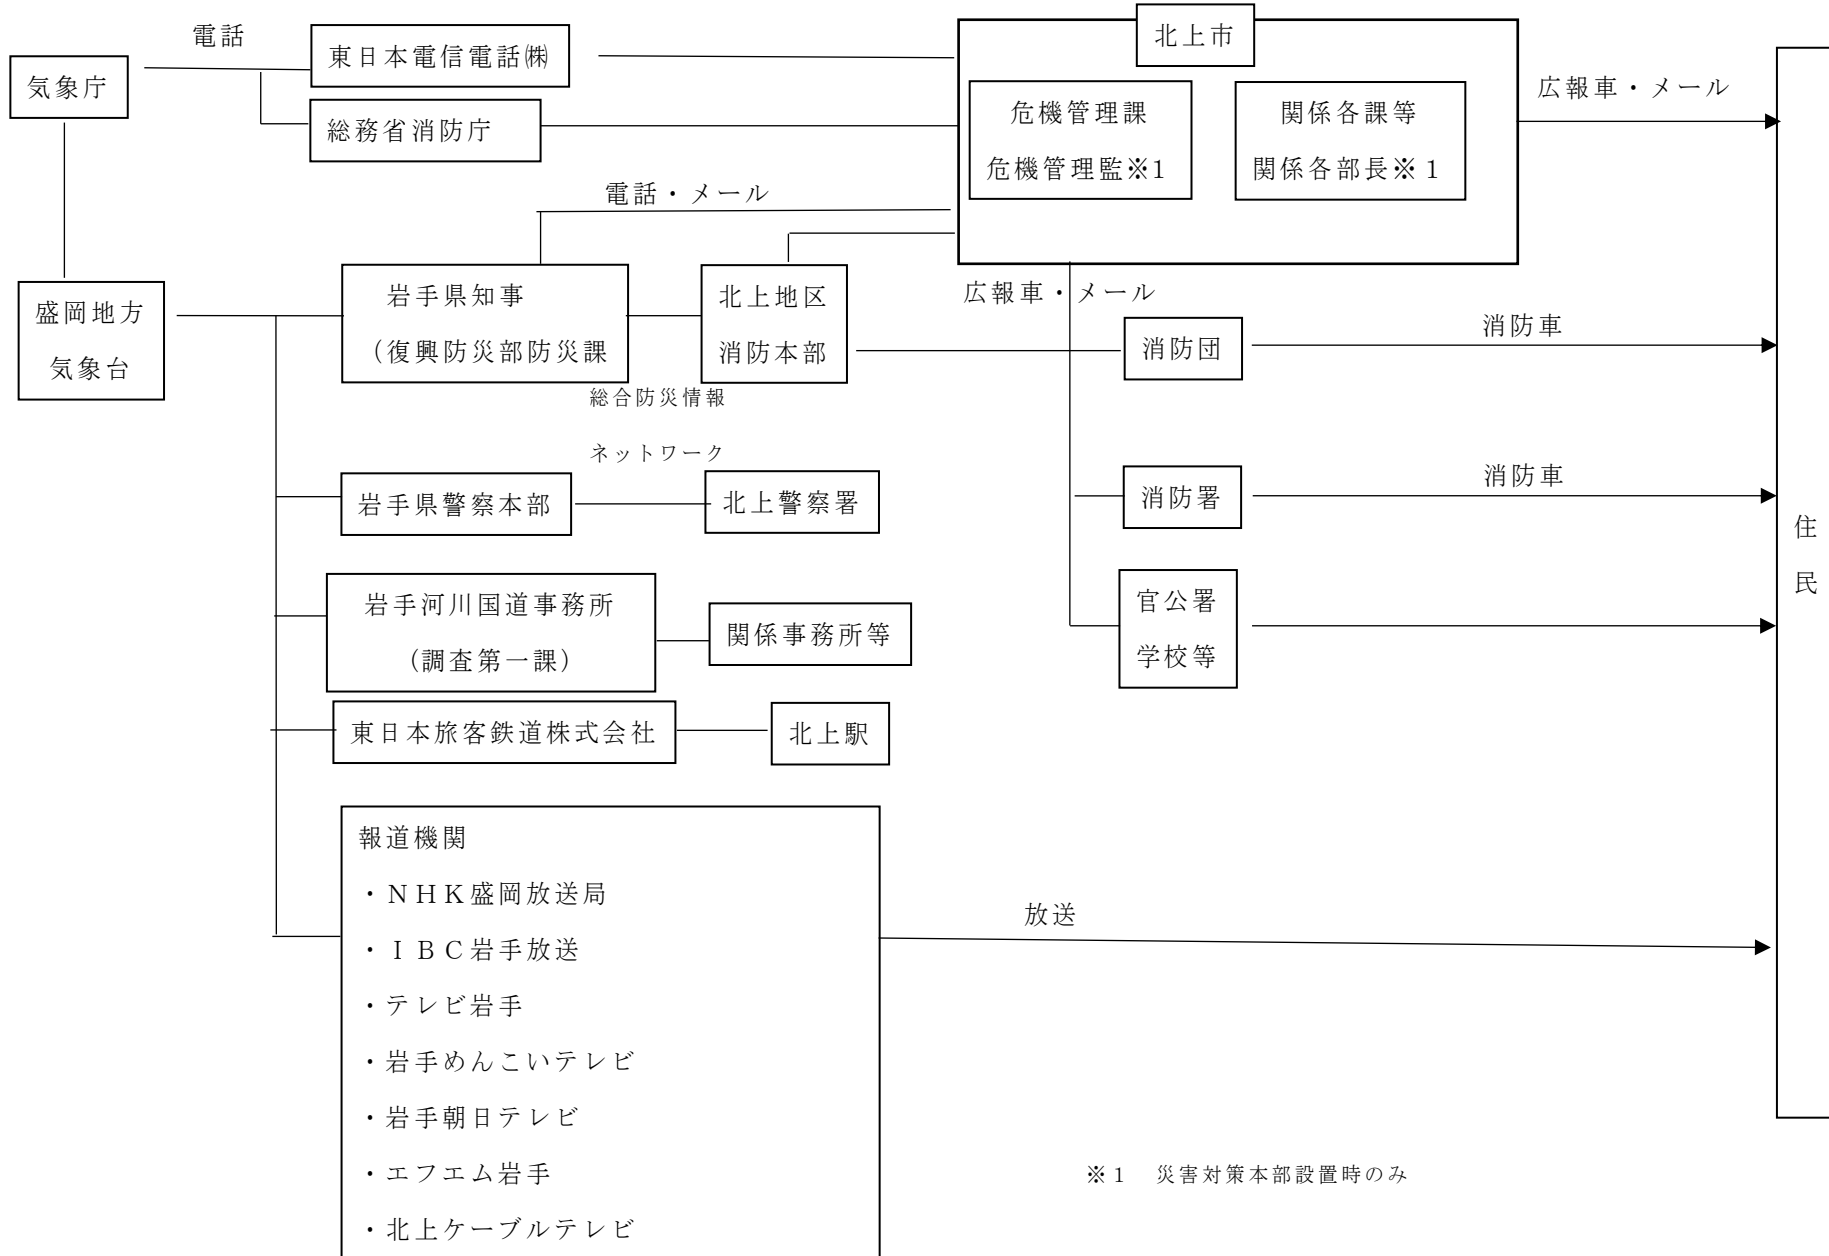 電話
東日本電信電話㈱
気象庁
総務省消防庁
北上市
危機管理課
危機管理監※1
関係各課等
関係各部長※１
広報車・メール
電話・メール
盛岡地方
気象台
岩手県知事
（復興防災部防災課
北上地区
消防本部
総合防災情報
ネットワーク
広報車・メール
消防団
消防車
岩手県警察本部
北上警察署
消防署
消防車
住
民
岩手河川国道事務所
（調査第一課）
関係事務所等
官公署
学校等
東日本旅客鉄道株式会社
北上駅
報道機関
・ＮＨＫ盛岡放送局
・ＩＢＣ岩手放送
・テレビ岩手
・岩手めんこいテレビ
・岩手朝日テレビ
・エフエム岩手
・北上ケーブルテレビ
放送
※１　災害対策本部設置時のみ